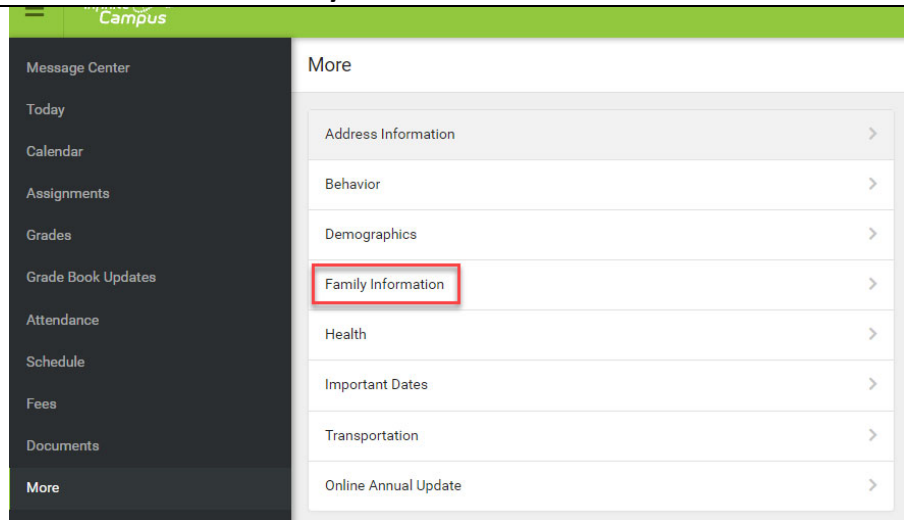 Campus
Message Center
Today
Calendar
Assignments
Grades
Grade Book Updates
Attendance
Schedule
Fees
Documents
More
More
Address Information
Behavior
Demographics
Family Information
Health
Important Dates
Transportation
Online Annual Update